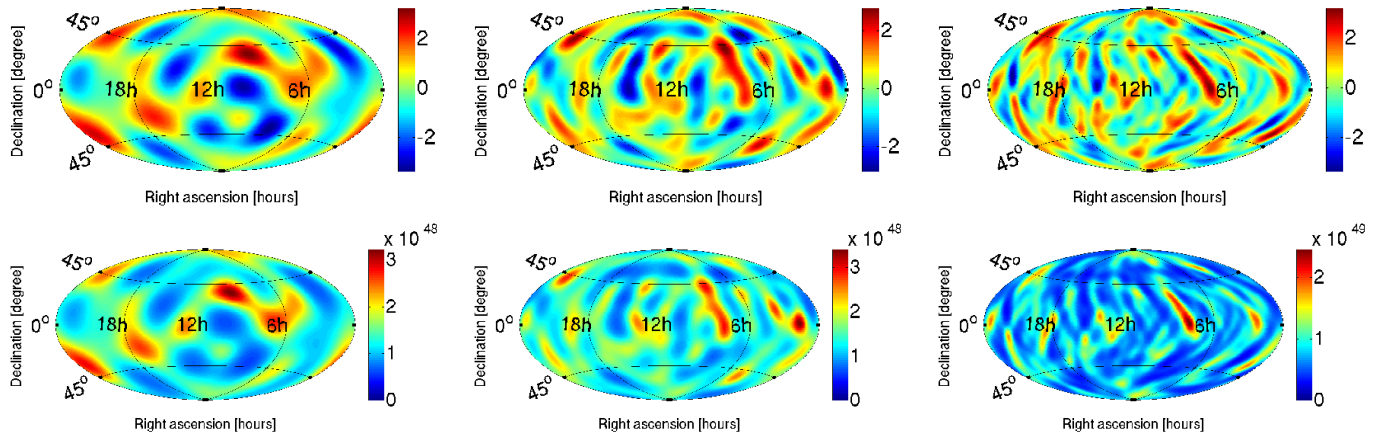 45° 0° 45° 18h 12h 6h
Declination [degree]
Right ascension [hours]
2
0
-2
45° 0° 45° 18h 12h 6h
Declination [degree]
Right ascension [hours]
2
0
-2
45° 0° 45° 18h 12h 6h
Declination [degree]
Right ascension [hours]
2
0
-2
45° 0° 45° 18h 12h 6h
Declination [degree]
Right ascension [hours]
x 10^48
3
2
1
0
45° 0° 45° 18h 12h 6h
Declination [degree]
Right ascension [hours]
x 10^48
4
3
2
1
0
45° 0° 45° 18h 12h 6h
Declination [degree]
Right ascension [hours]
x 10^49
2
1
0